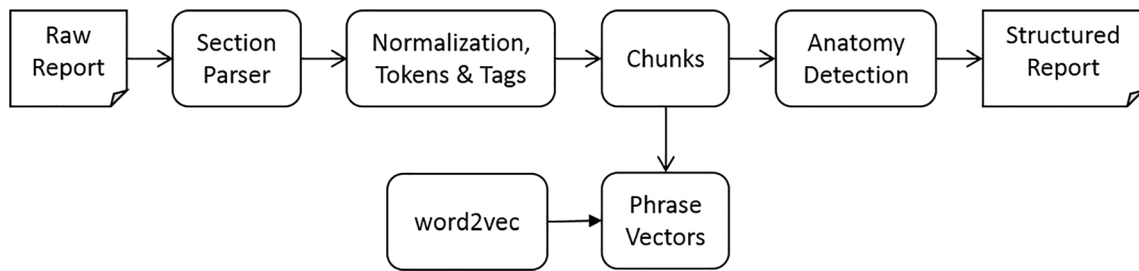 Raw
Report
Section
Parser
Normalization,
Tokens & Tags
Chunks
Anatomy
Detection
Structured
Report
word2vec
Phrase
Vectors